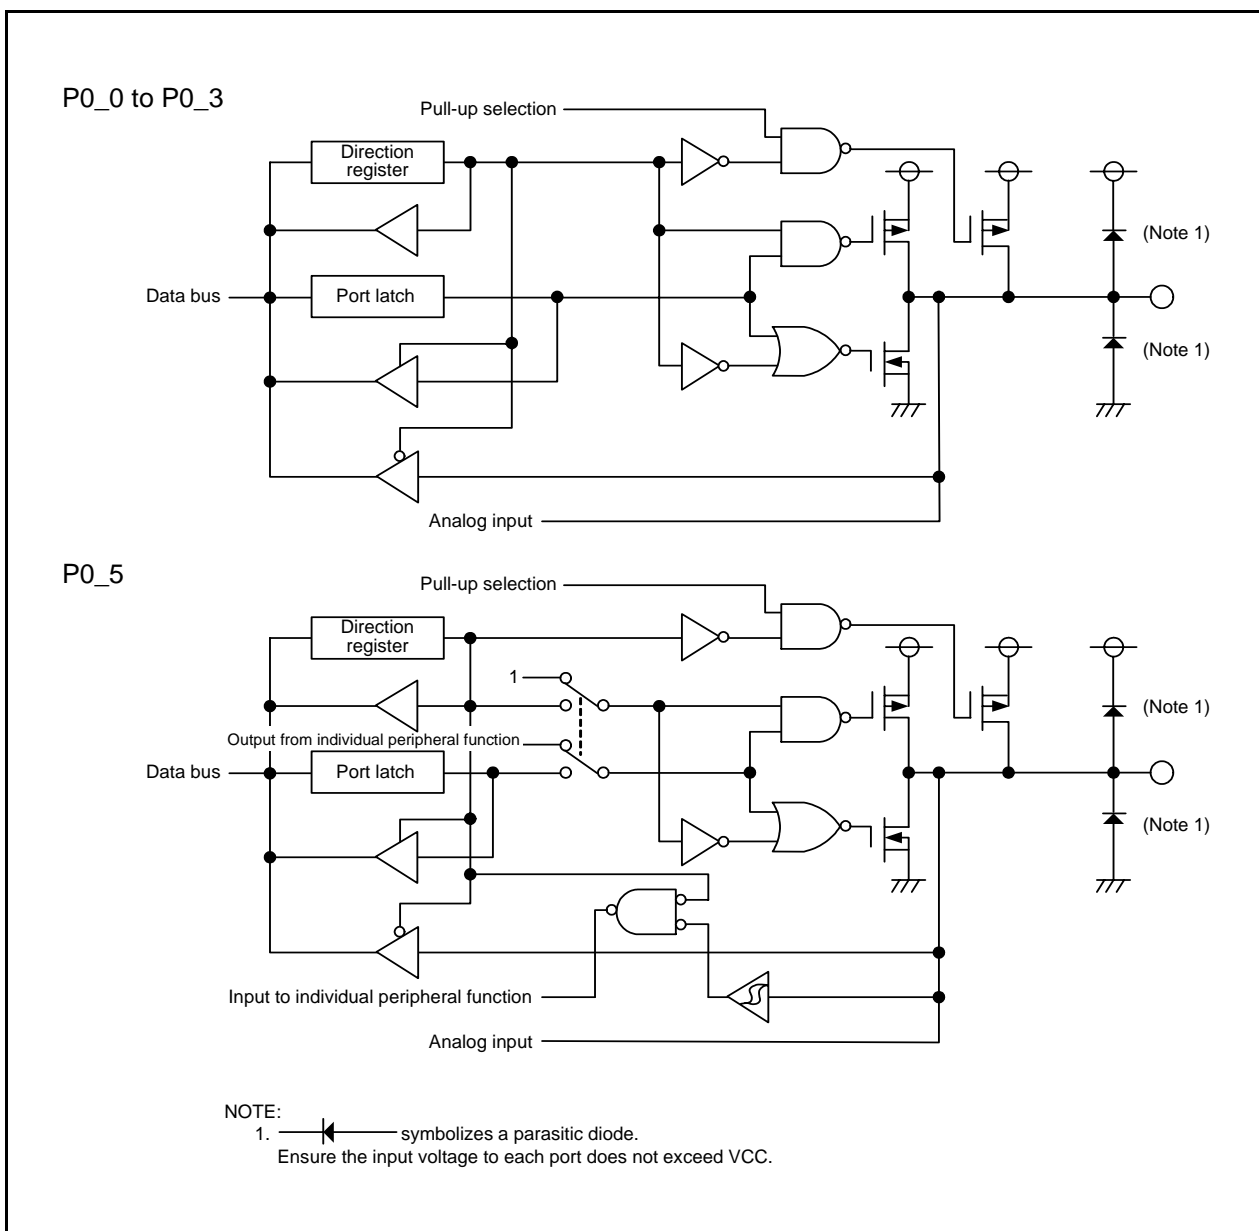 P0_0 to P0_3
Pull-up selection
Direction
register
(Note 1)
Data bus
Port latch
(Note 1)
Analog input
P0_5
Pull-up selection
Direction
register
1
(Note 1)
Output from individual peripheral function
Data bus
Port latch
(Note 1)
Input to individual peripheral function
Analog input
NOTE:
1. symbolizes a parasitic diode.
Ensure the input voltage to each port does not exceed VCC.